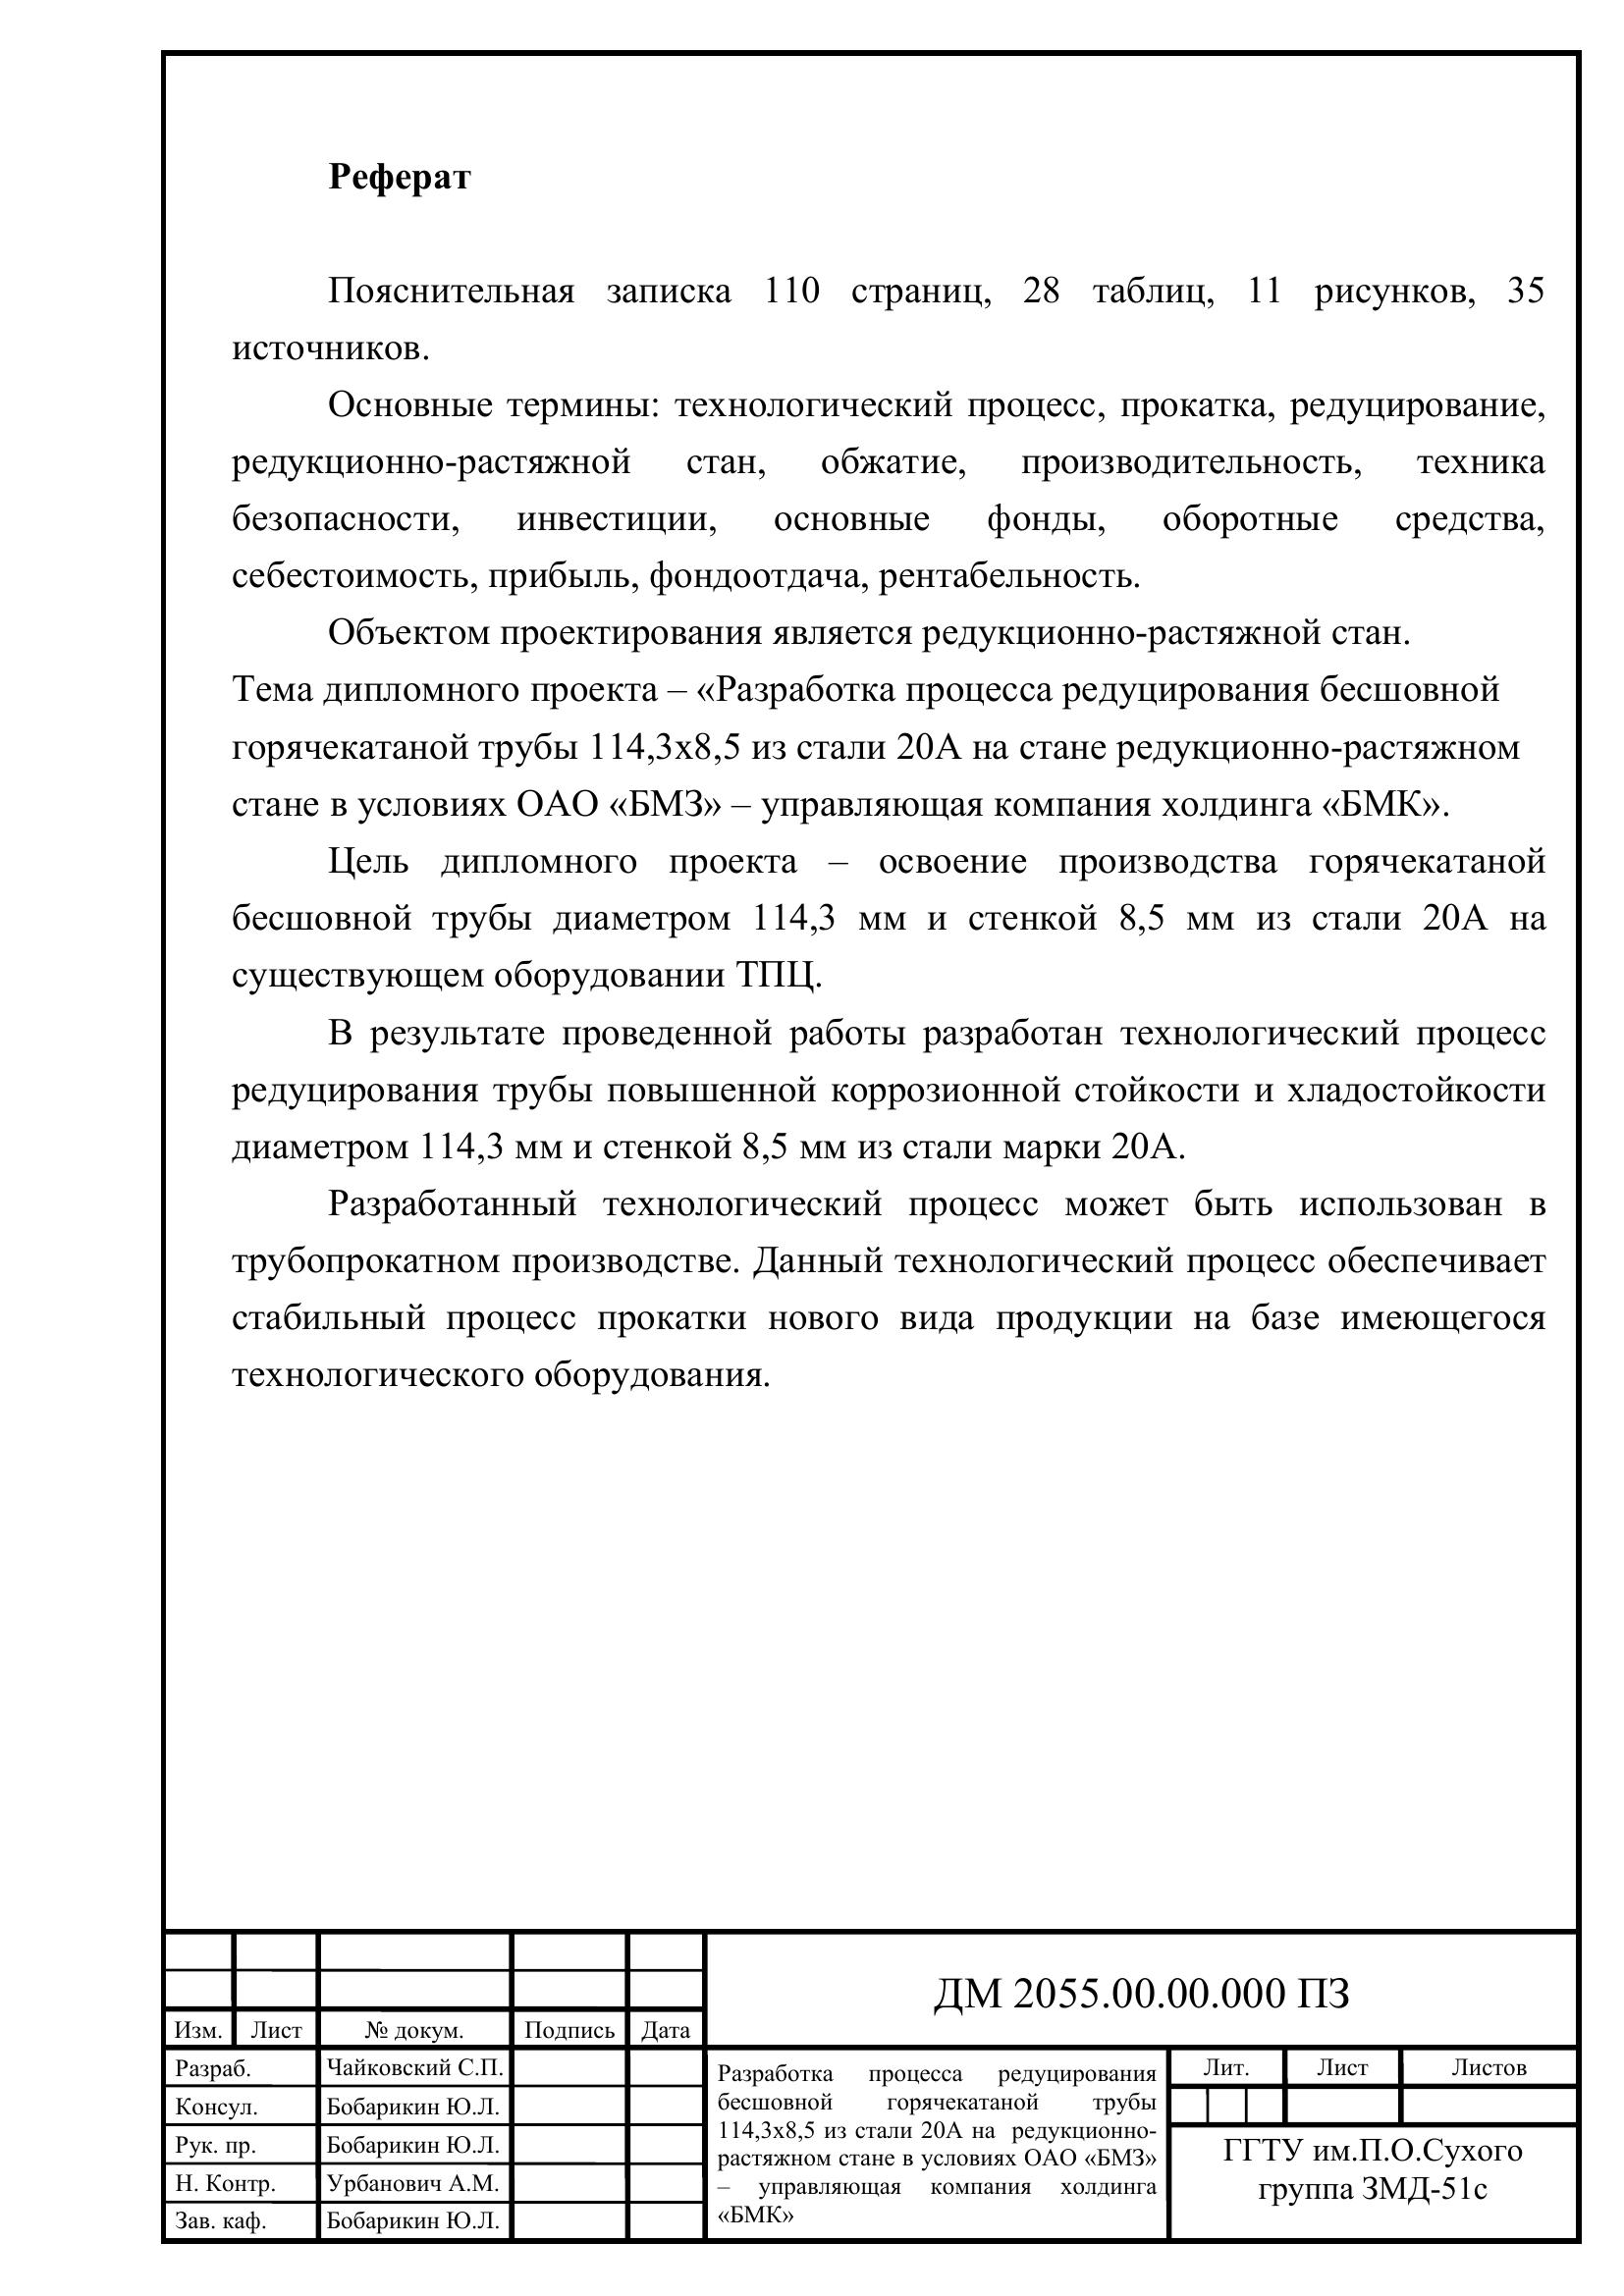 Реферат
Пояснительная записка 110 страниц, 28 таблиц, 11 рисунков, 35
источников.
Основные термины: технологический процесс, прокатка, редуцирование,
редукционно-растяжной стан, обжатие, производительность, техника
безопасности, инвестиции, основные фонды, оборотные средства,
себестоимость, прибыль, фондоотдача, рентабельность.
Объектом проектирования является редукционно-растяжной стан.
Тема дипломного проекта – «Разработка процесса редуцирования бесшовной
горячекатаной трубы 114,3х8,5 из стали 20А на стане редукционно-растяжном
стане в условиях ОАО «БМЗ» – управляющая компания холдинга «БМК».
Цель дипломного проекта – освоение производства горячекатаной
бесшовной трубы диаметром 114,3 мм и стенкой 8,5 мм из стали 20А на
существующем оборудовании ТПЦ.
В результате проведенной работы разработан технологический процесс
редуцирования трубы повышенной коррозионной стойкости и хладостойкости
диаметром 114,3 мм и стенкой 8,5 мм из стали марки 20А.
Разработанный технологический процесс может быть использован в
трубопрокатном производстве. Данный технологический процесс обеспечивает
стабильный процесс прокатки нового вида продукции на базе имеющегося
технологического оборудования.
ДМ 2055.00.00.000 ПЗ
Изм. Лист № докум. Подпись Дата
Разраб. Чайковский С.П.
Консул. Бобарикин Ю.Л.
Рук. пр. Бобарикин Ю.Л.
Н. Контр. Урбанович А.М.
Зав. каф. Бобарикин Ю.Л.
Разработка процесса редуцирования
бесшовной горячекатаной трубы
114,3х8,5 из стали 20А на редукционно-
растяжном стане в условиях ОАО «БМЗ»
– управляющая компания холдинга
«БМК»
Лит. Лист Листов
ГГТУ им.П.О.Сухого
группа ЗМД-51с